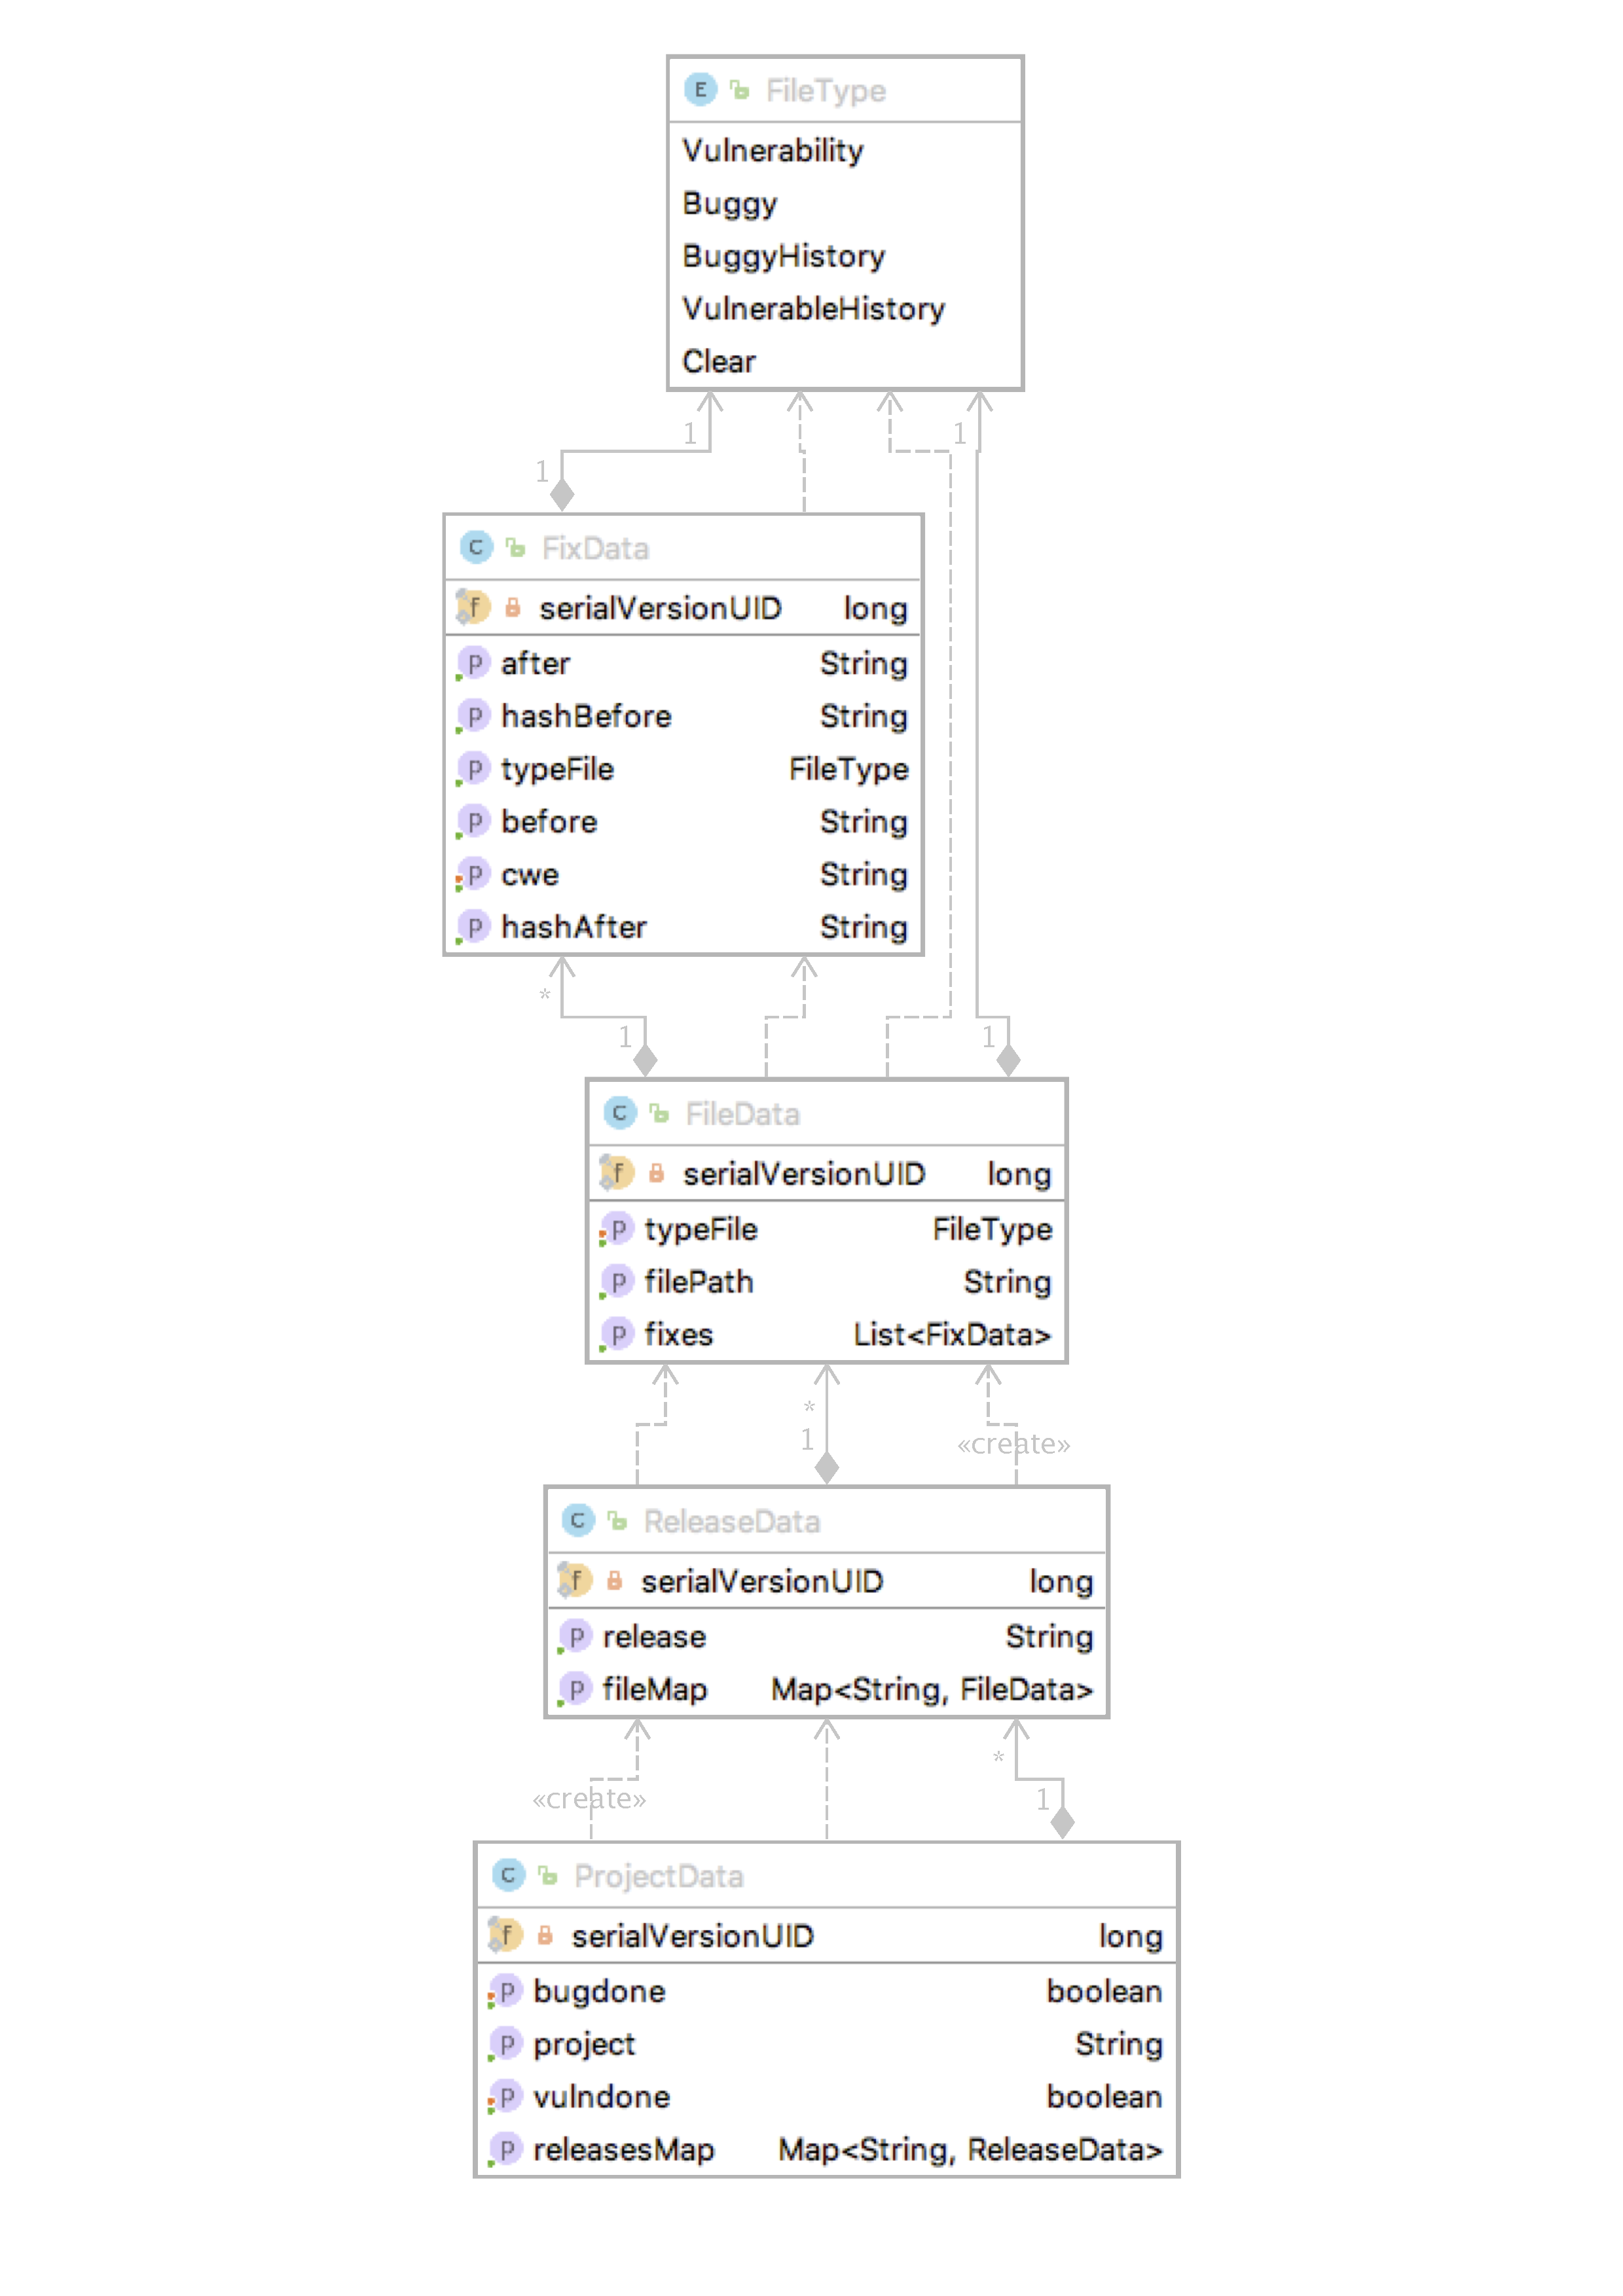 E FileType
Vulnerability
Buggy
BuggyHistory
VulnerableHistory
Clear
1 1
1
C FixData
f serialVersionUID long
p after String
p hashBefore String
p typeFile FileType
p before String
p cwe String
p hashAfter String
*
1 1
C FileData
f serialVersionUID long
p typeFile FileType
p filePath String
p fixes List<FixData>
*
1 «create»
C ReleaseData
f serialVersionUID long
p release String
p fileMap Map<String, FileData>
*
«create» 1
C ProjectData
f serialVersionUID long
p bugdone boolean
p project String
p vulndone boolean
p releasesMap Map<String, ReleaseData>